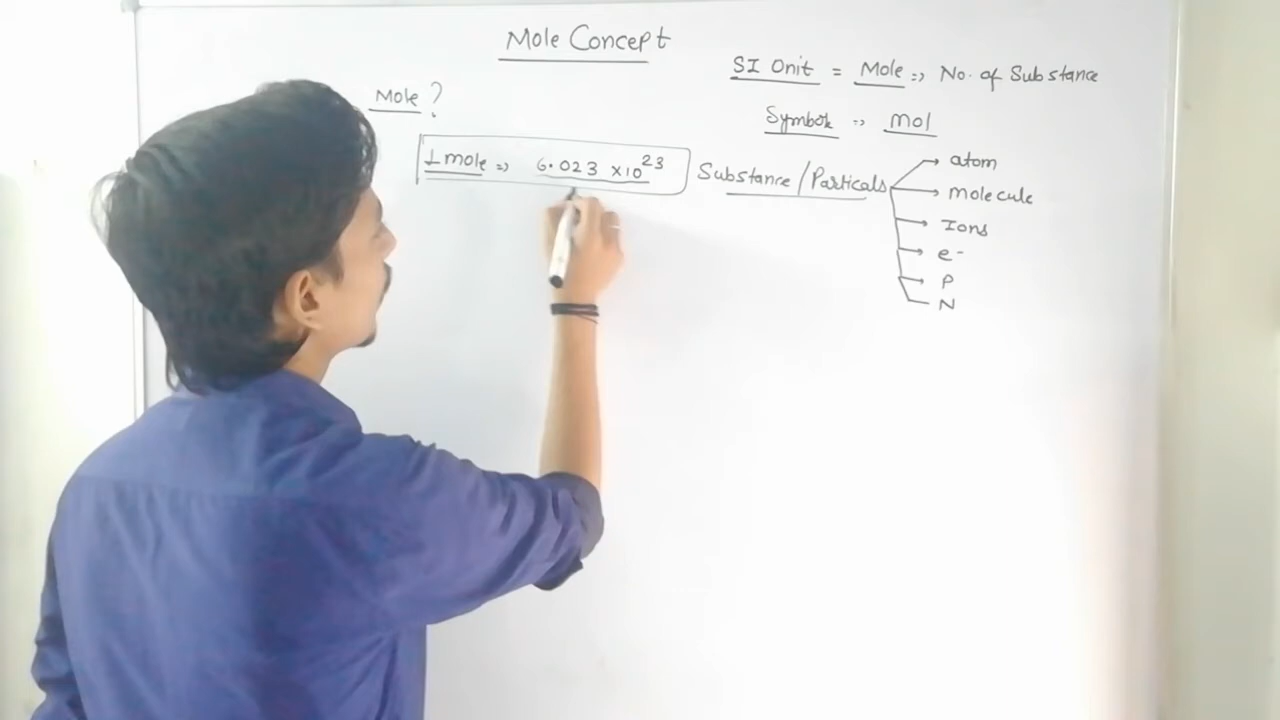 Mole Concept
SI Unit = Mole => No. of Substance
Mole?
Symbol => mol
1 mole => 6.023 x10^23 Substance/Particals
atom
molecule
Ions
e-
P
N